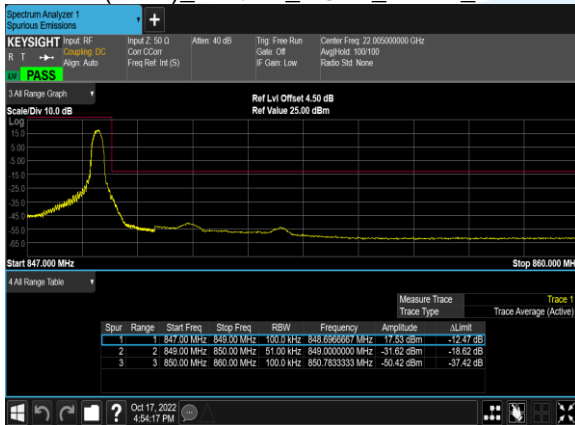 Spectrum Analyzer 1
Spurious Emissions
KEYSIGHT Input: RF Input Z: 50 Ω Atten: 40 dB Trig: Free Run Center Freq: 22.005000000 GHz
R T Coupling: DC Corr CCorr Gate: Off Avg|Hold: 100/100
Align: Auto Freq Ref: Int (S) IF Gain: Low Radio Std: None
PASS
3 All Range Graph
Ref Lvl Offset 4.50 dB
Scale/Div 10.0 dB Ref Value 25.00 dBm
Log
15.0
5.00
-5.00
-15.0
-25.0
-35.0
-45.0
-55.0
-65.0
Start 847.000 MHz Stop 860.000 MH
4 All Range Table
Measure Trace Trace 1
Trace Type Trace Average (Active)
Spur Range Start Freq Stop Freq RBW Frequency Amplitude ΔLimit
1 1 847.00 MHz 849.00 MHz 100.0 kHz 848.6966667 MHz 17.53 dBm -12.47 dB
2 2 849.00 MHz 850.00 MHz 51.00 kHz 849.0000000 MHz -31.62 dBm -18.62 dB
3 3 850.00 MHz 860.00 MHz 100.0 kHz 850.7833333 MHz -50.42 dBm -37.42 dB
? Oct 17, 2022
4:54:17 PM